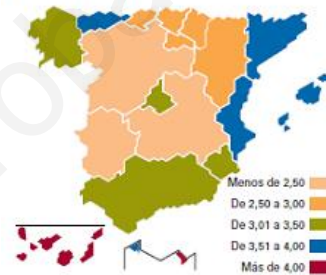 Menos de 2,50
De 2,50 a 3,00
De 3,01 a 3,50
De 3,51 a 4,00
Más de 4,00